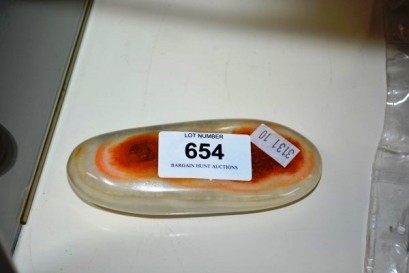 LOT NUMBER
654
BARGAIN HUNT AUCTIONS
3131 10